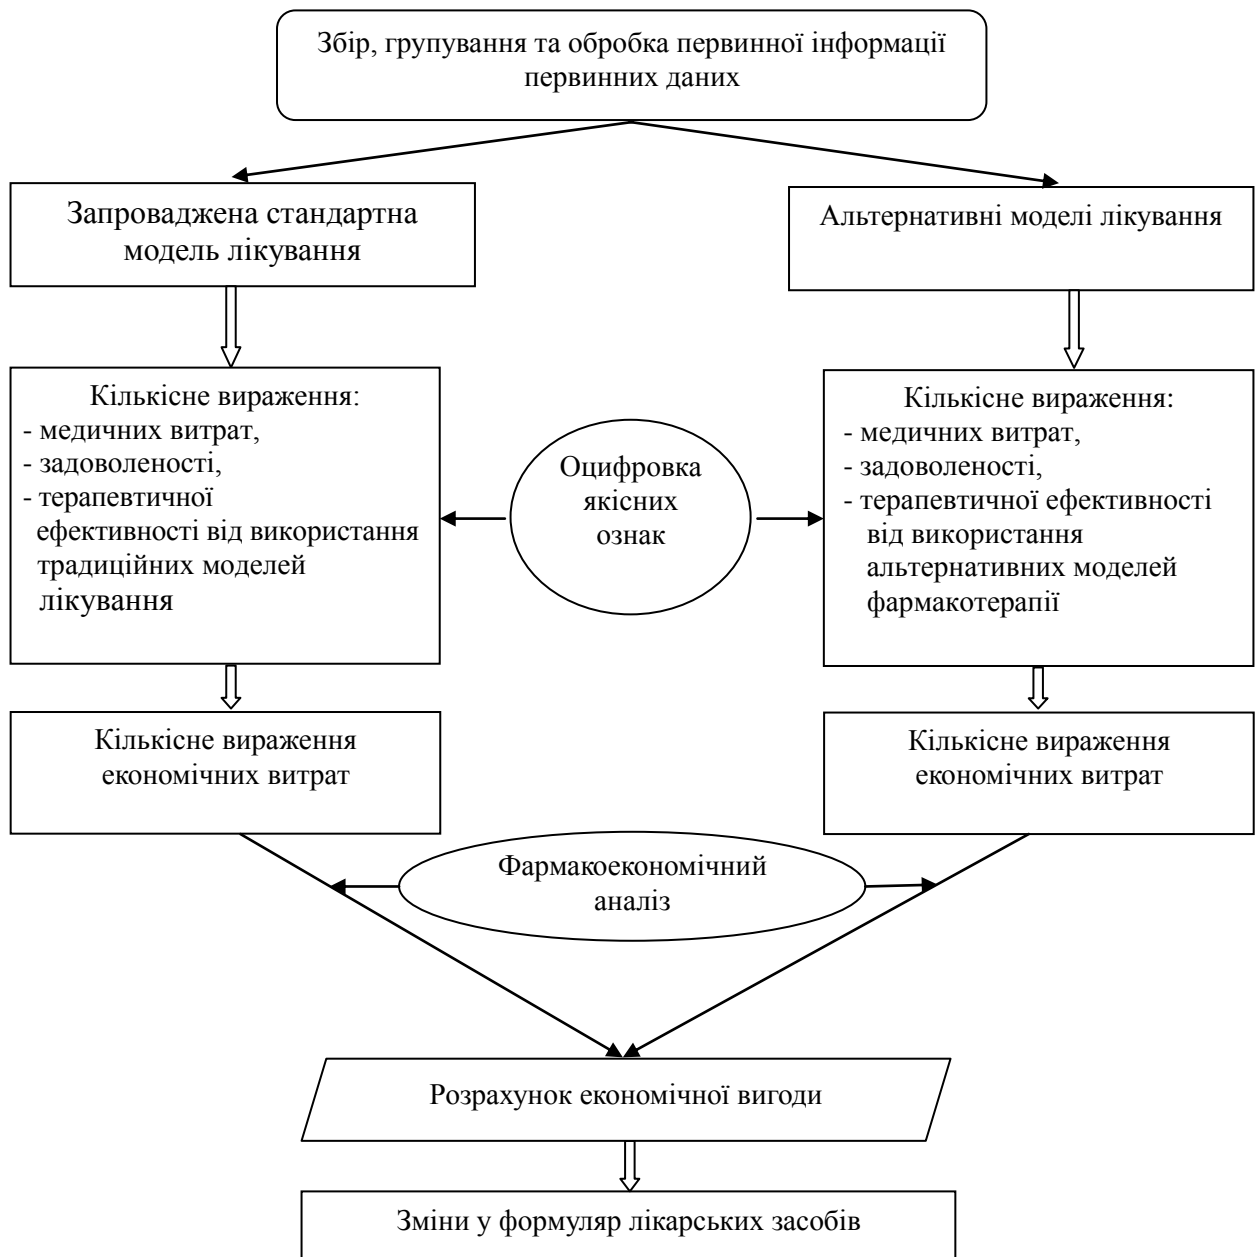 Збір, групування та обробка первинної інформації
первинних даних
Запроваджена стандартна
модель лікування
Альтернативні моделі лікування
Кількісне вираження:
- медичних витрат,
- задоволеності,
- терапевтичної
ефективності від використання
традиційних моделей
лікування
Оцифровка
якісних
ознак
Кількісне вираження:
- медичних витрат,
- задоволеності,
- терапевтичної ефективності
від використання
альтернативних моделей
фармакотерапії
Кількісне вираження
економічних витрат
Кількісне вираження
економічних витрат
Фармакоекономічний
аналіз
Розрахунок економічної вигоди
Зміни у формуляр лікарських засобів